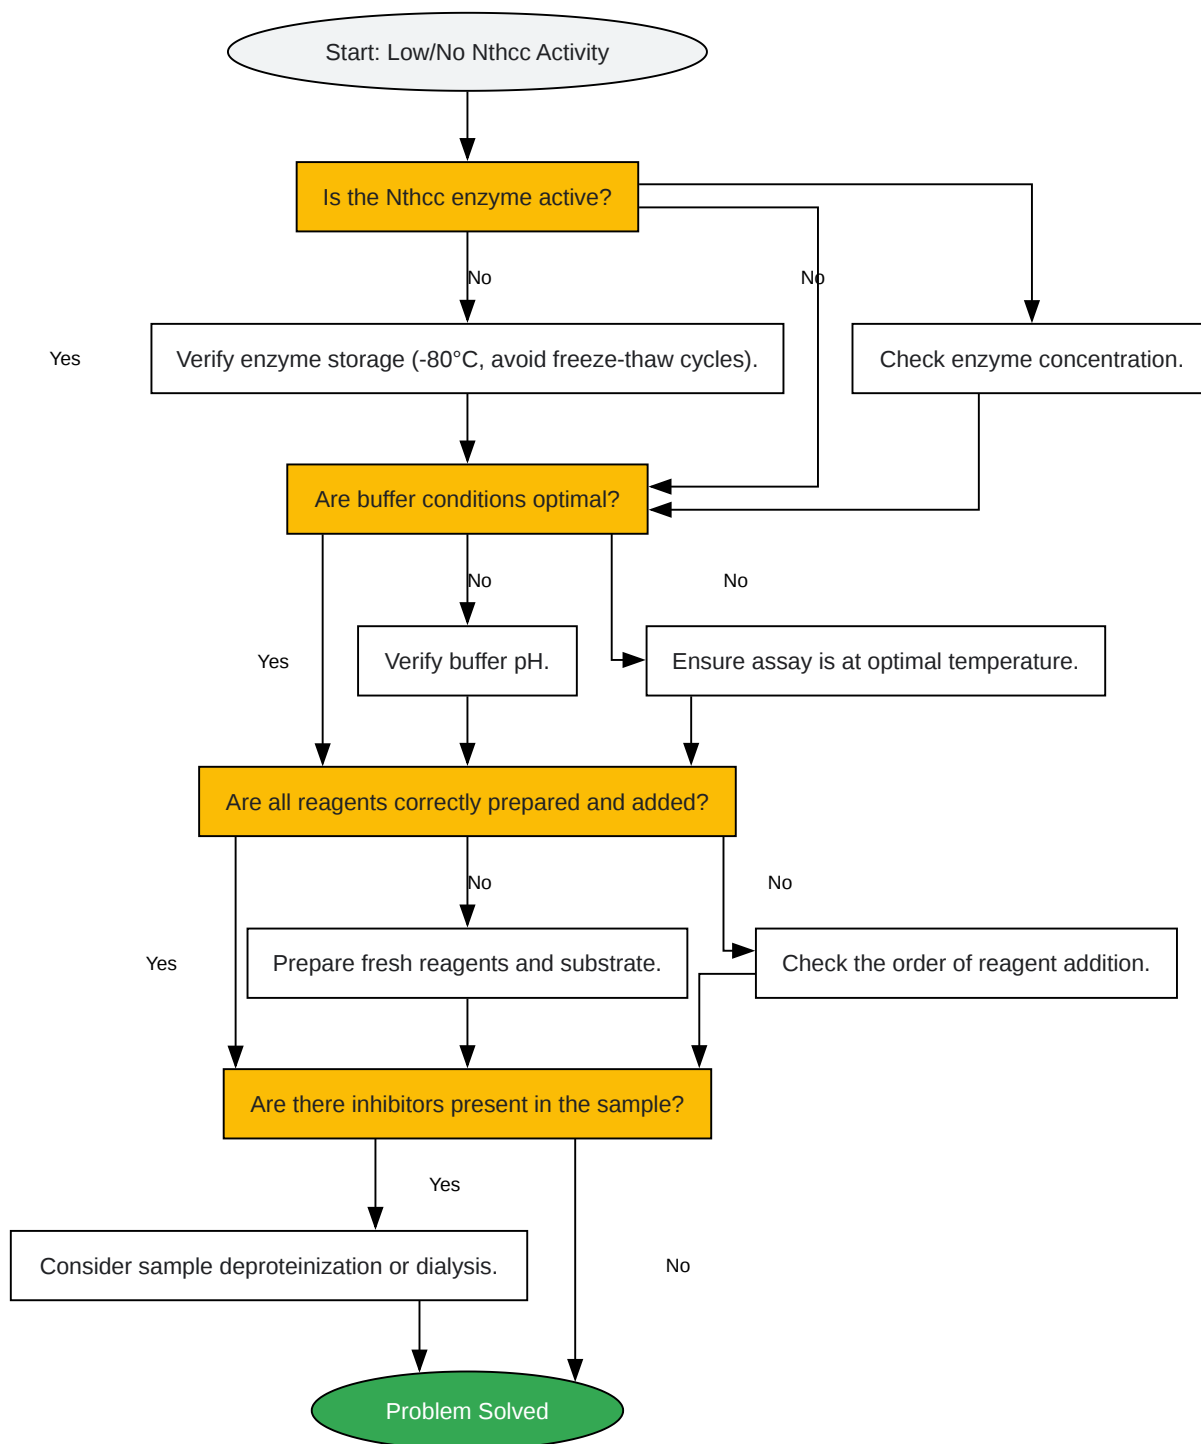 Start: Low/No Nthcc Activity
Is the Nthcc enzyme active?
No
No
Yes
Verify enzyme storage (-80°C, avoid freeze-thaw cycles).
Check enzyme concentration.
Are buffer conditions optimal?
No
No
Yes
Verify buffer pH.
Ensure assay is at optimal temperature.
Are all reagents correctly prepared and added?
No
No
Yes
Prepare fresh reagents and substrate.
Check the order of reagent addition.
Are there inhibitors present in the sample?
Yes
Consider sample deproteinization or dialysis.
No
Problem Solved